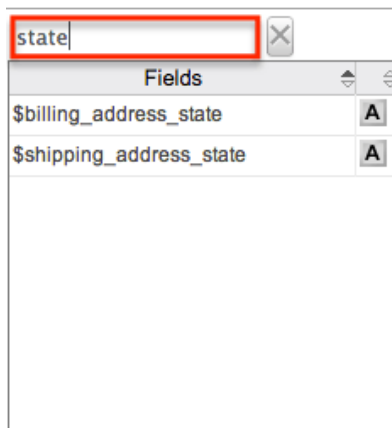 state
Fields
$billing_address_state A
$shipping_address_state A